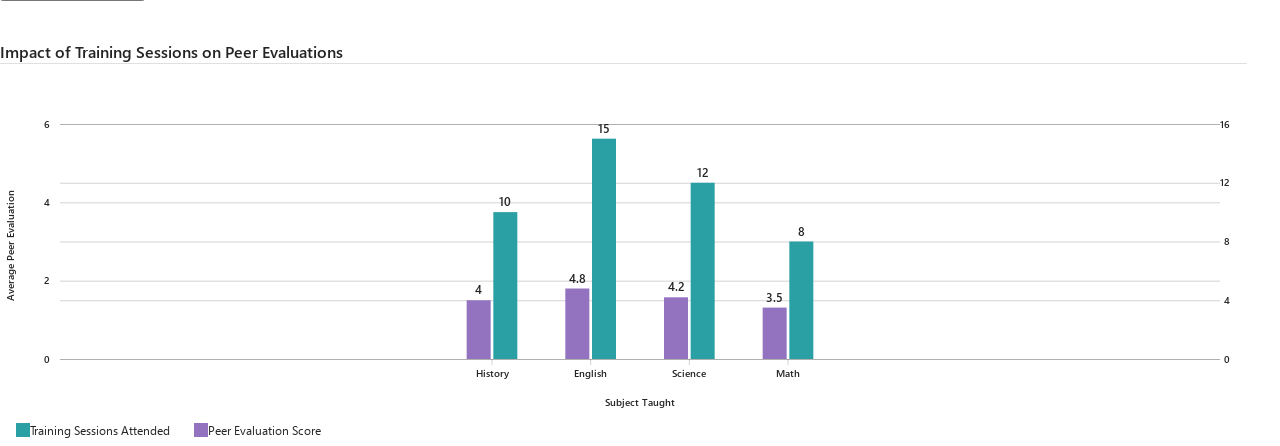 Impact of Training Sessions on Peer Evaluations
6
16
15
12
12
10
4
8
8
4.8
4.2
4
3.5
2
4
0
0
Average Peer Evaluation
History
English
Science
Math
Subject Taught
Training Sessions Attended
Peer Evaluation Score